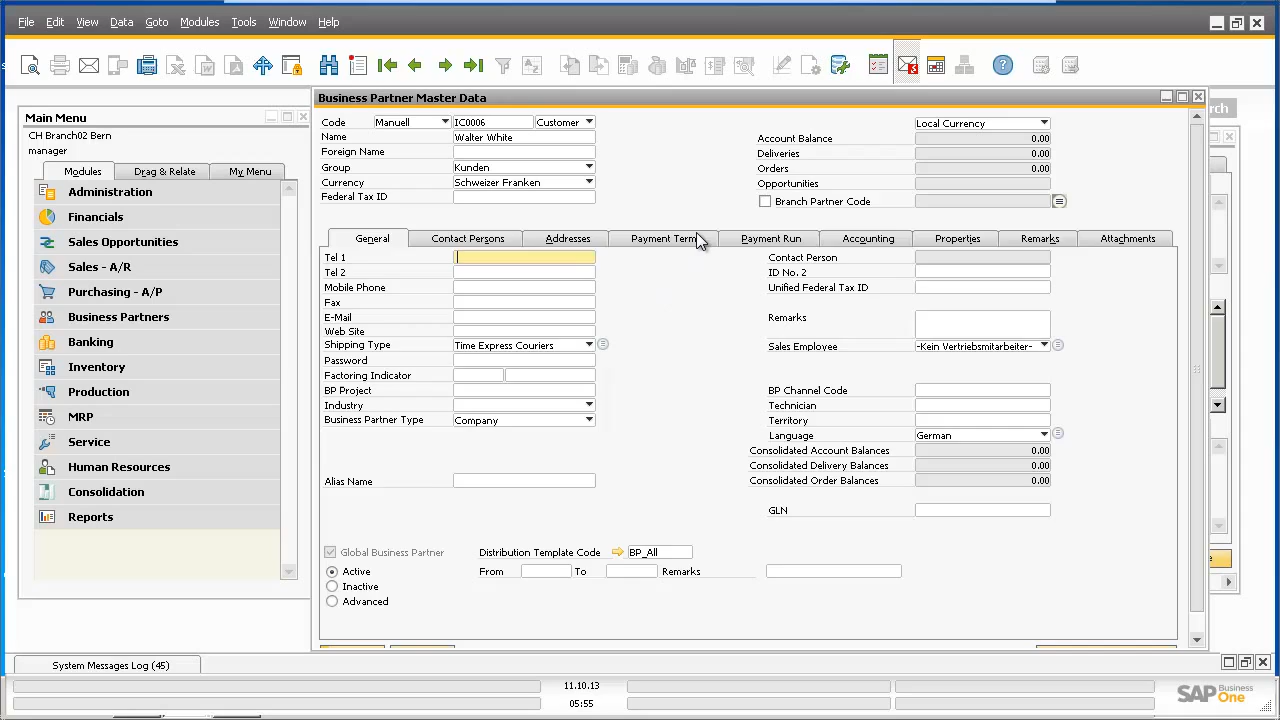 File Edit View Data Goto Modules Tools Window Help
Main Menu
CH Branch02 Bern
manager
Modules Drag & Relate My Menu
Administration
Financials
Sales Opportunities
Sales - A/R
Purchasing - A/P
Business Partners
Banking
Inventory
Production
MRP
Service
Human Resources
Consolidation
Reports
Business Partner Master Data
Code Manuell IC0006 Customer
Name Walter White
Foreign Name
Group Kunden
Currency Schweizer Franken
Federal Tax ID
Local Currency
Account Balance 0.00
Deliveries 0.00
Orders 0.00
Opportunities
Branch Partner Code
General Contact Persons Addresses Payment Term Payment Run Accounting Properties Remarks Attachments
Tel 1
Tel 2
Mobile Phone
Fax
E-Mail
Web Site
Shipping Type Time Express Couriers
Password
Factoring Indicator
BP Project
Industry
Business Partner Type Company
Alias Name
Contact Person
ID No. 2
Unified Federal Tax ID
Remarks
Sales Employee -Kein Vertriebsmitarbeiter-
BP Channel Code
Technician
Territory
Language German
Consolidated Account Balances 0.00
Consolidated Delivery Balances 0.00
Consolidated Order Balances 0.00
GLN
Global Business Partner Distribution Template Code BP_All
Active From To Remarks
Inactive
Advanced
rch
System Messages Log (45)
11.10.13
05:55
SAP Business One